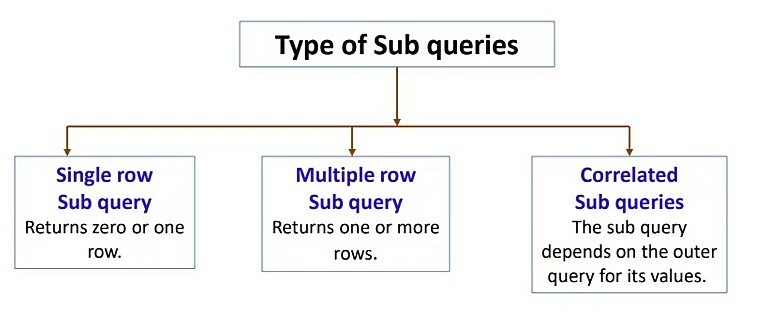 Type of Sub queries
Single row
Sub query
Returns zero or one
row.
Multiple row
Sub query
Returns one or more
rows.
Correlated
Sub queries
The sub query
depends on the outer
query for its values.